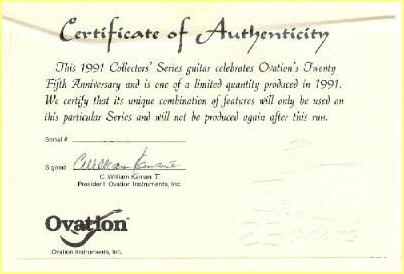 Certificate of Authenticity
This 1991 Collectors' Series guitar celebrates Ovation's Twenty
Fifth Anniversary and is one of a limited quantity produced in 1991.
We certify that its unique combination of features will only be used on
this particular Series and will not be produced again after this run.
Serial #
Signed
C. William Kaman
President Ovation Instruments, Inc.
Ovation
Ovation Instruments, Inc.